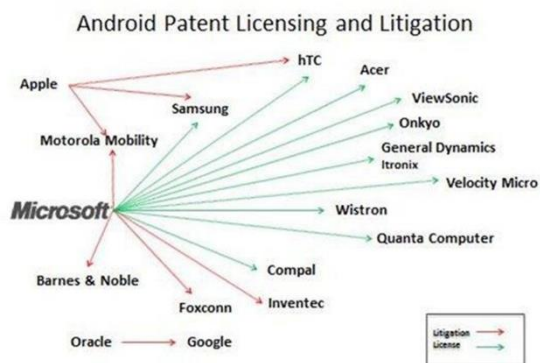 Android Patent Licensing and Litigation
hTC
Apple
Acer
Samsung
ViewSonic
Onkyo
Motorola Mobility
General Dynamics
Itronix
Velocity Micro
Microsoft
Wistron
Quanta Computer
Compal
Barnes & Noble
Foxconn
Inventec
Oracle
Google
Litigation
License